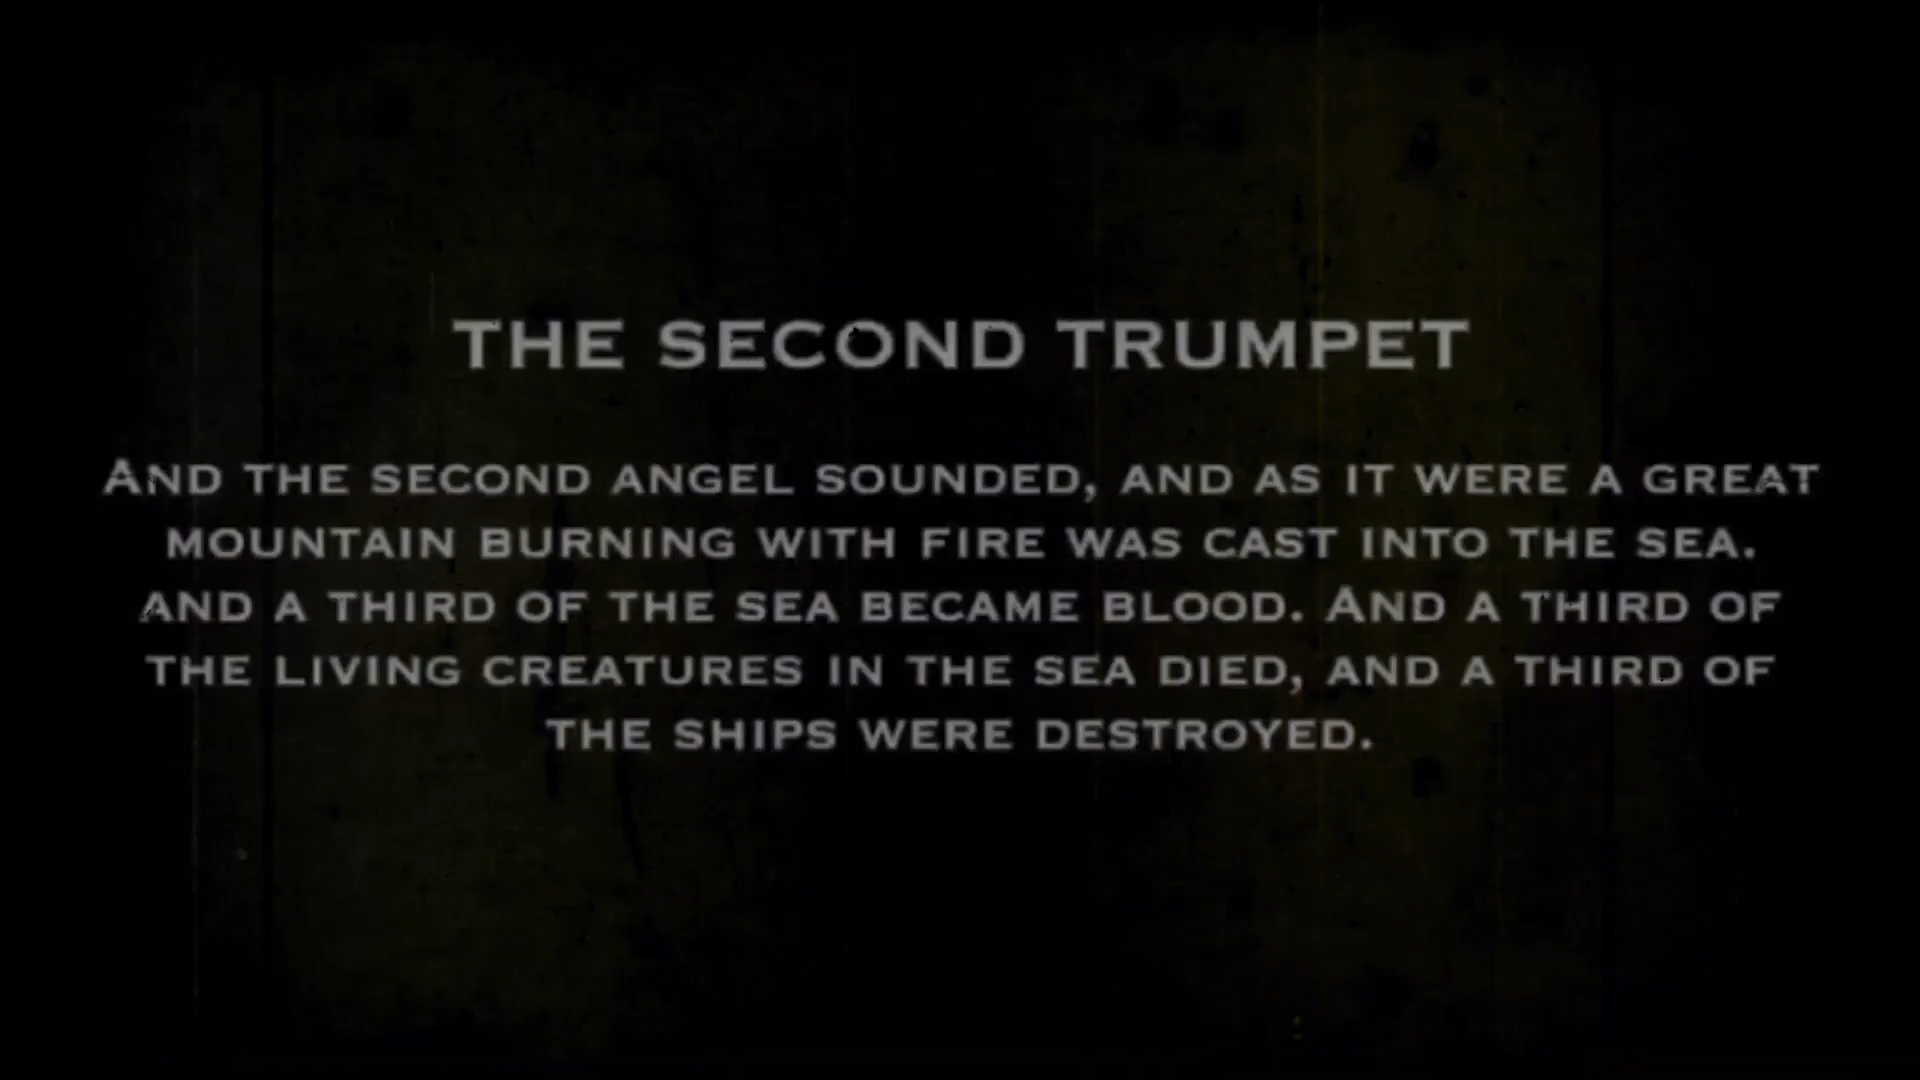 THE SECOND TRUMPET
AND THE SECOND ANGEL SOUNDED, AND AS IT WERE A GREAT
MOUNTAIN BURNING WITH FIRE WAS CAST INTO THE SEA.
AND A THIRD OF THE SEA BECAME BLOOD. AND A THIRD OF
THE LIVING CREATURES IN THE SEA DIED, AND A THIRD OF
THE SHIPS WERE DESTROYED.